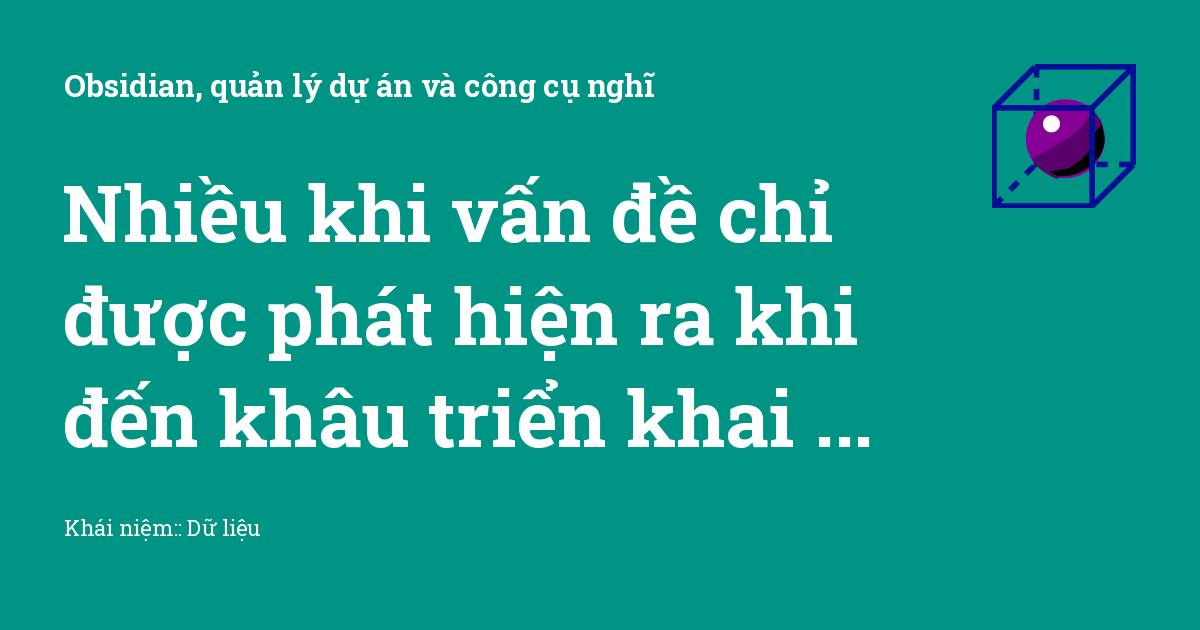 Obsidian, quản lý dự án và công cụ nghĩ
Nhiều khi vấn đề chỉ
được phát hiện ra khi
đến khâu triển khai ...
Khái niệm:: Dữ liệu